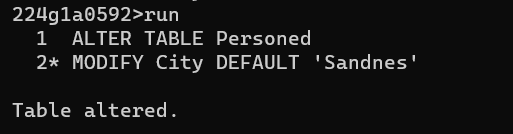 224g1a0592>run
  1  ALTER TABLE Personed
  2* MODIFY City DEFAULT 'Sandnes'
Table altered.